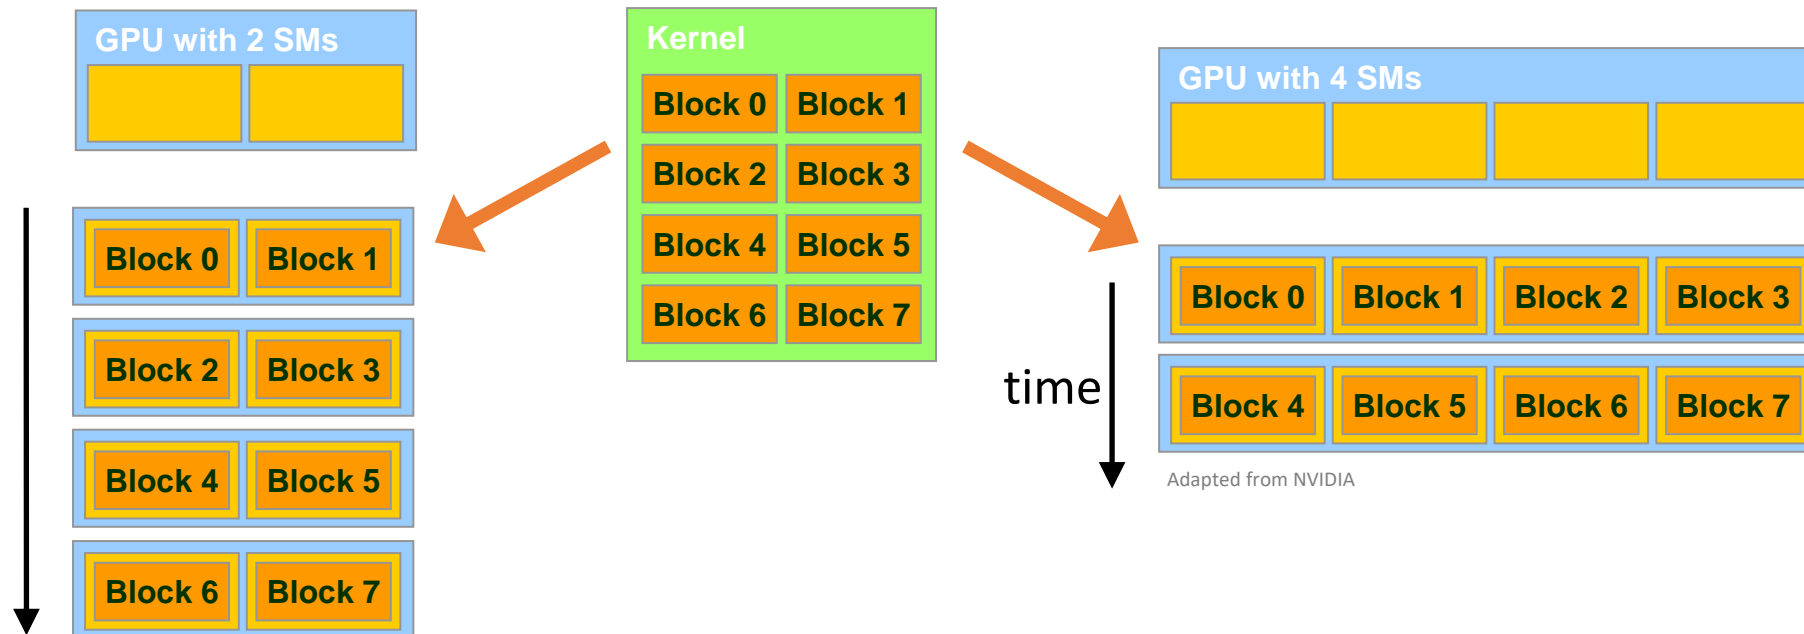 GPU with 2 SMs
Block 0 Block 1
Block 2 Block 3
Block 4 Block 5
Block 6 Block 7
Kernel
Block 0 Block 1
Block 2 Block 3
Block 4 Block 5
Block 6 Block 7
GPU with 4 SMs
time
Block 0 Block 1 Block 2 Block 3
Block 4 Block 5 Block 6 Block 7
Adapted from NVIDIA